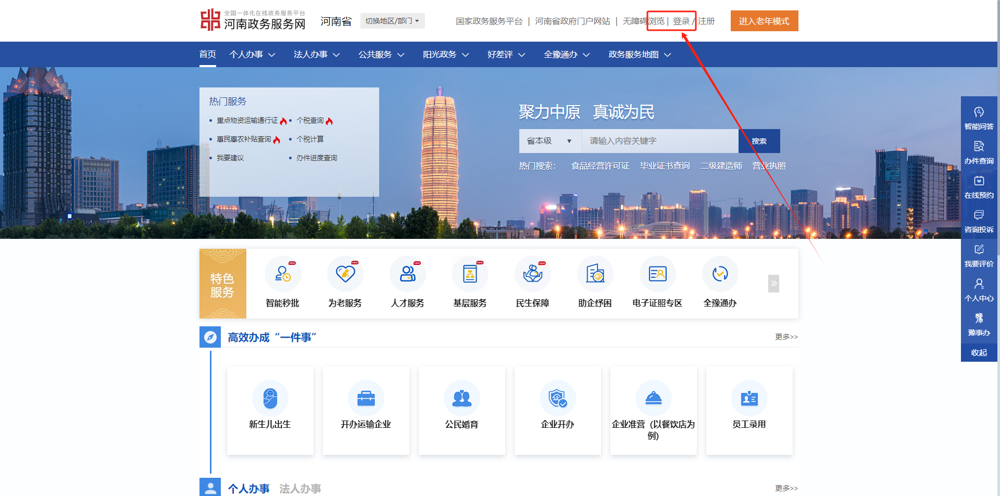 全国一体化在线政务服务平台
河南政务服务网
河南省
切换地区/部门
国家政务服务平台 | 河南省政府门户网站 | 无障碍浏览 | 登录 / 注册
进入老年模式
首页 个人办事 法人办事 公共服务 阳光政务 好差评 全豫通办 政务服务地图
热门服务
重点物资运输通行证 个税查询
惠民惠农补贴查询 个税计算
我要建议 办件进度查询
聚力中原 真诚为民
省本级 请输入内容关键字 搜索
热门搜索： 食品经营许可证 毕业证书查询 二级建造师 营业执照
智能问答
办件查询
在线预约
咨询投诉
我要评价
个人中心
豫事办
收起
特色
服务
new new new new new
智能秒批 为老服务 人才服务 基层服务 民生保障 助企纾困 电子证照专区 全豫通办
高效办成“一件事” 更多>>
新生儿出生 开办运输企业 公民婚育 企业开办 企业准营（以餐饮店为
例） 员工录用
个人办事 法人办事 更多>>